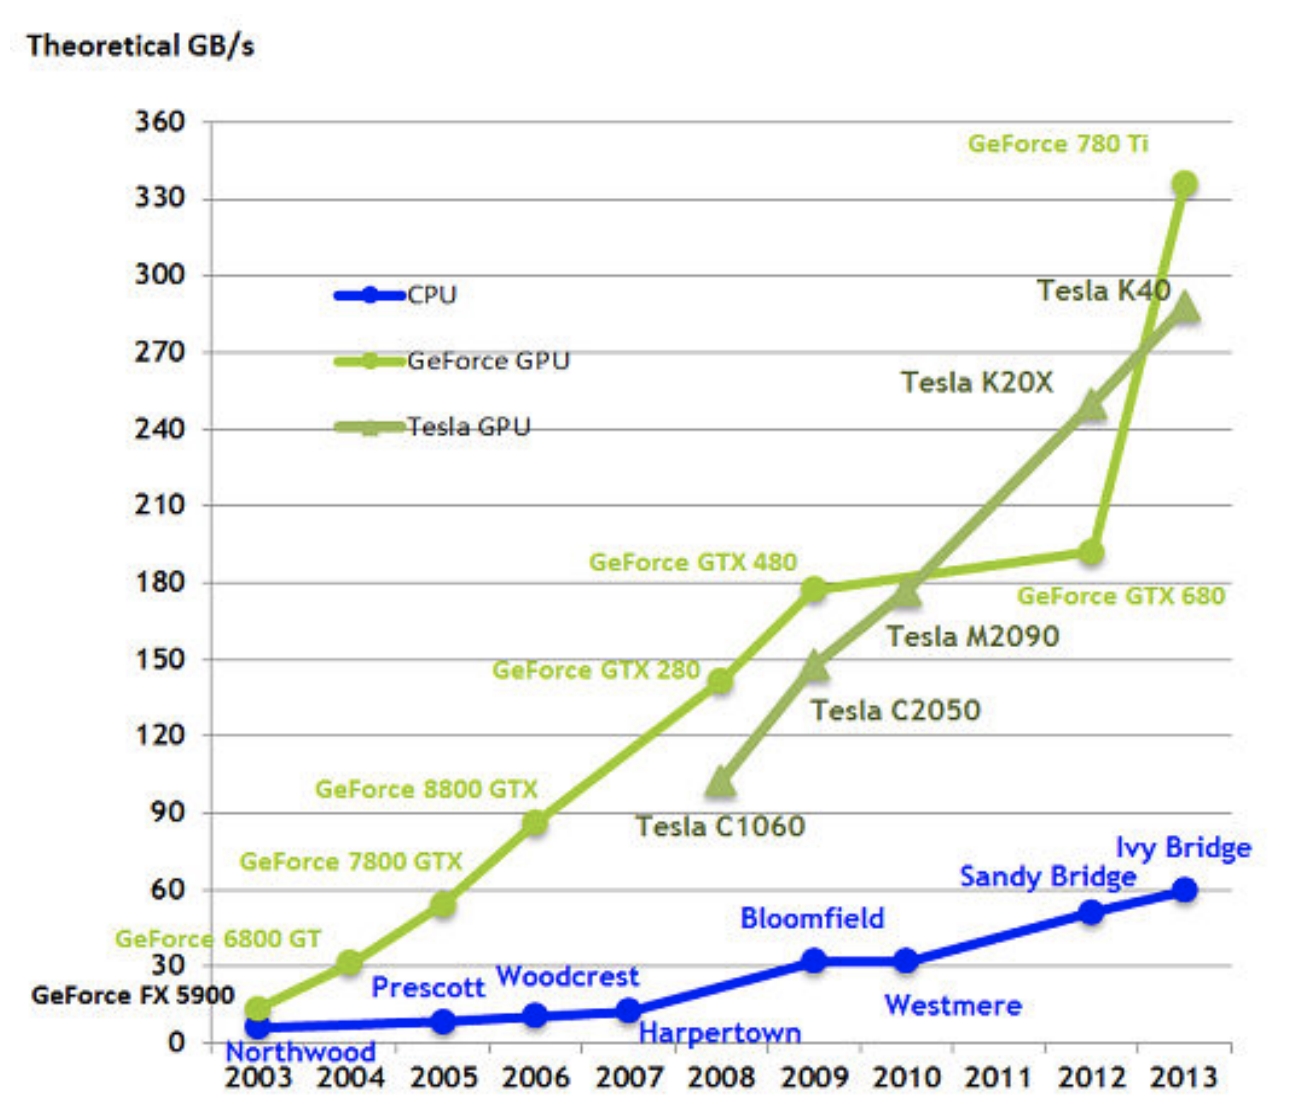 Theoretical GB/s
360
GeForce 780 Ti
330
300
Tesla K40
CPU
270
GeForce GPU
Tesla K20X
240
Tesla GPU
210
GeForce GTX 480
180
GeForce GTX 680
Tesla M2090
150
GeForce GTX 280
Tesla C2050
120
GeForce 8800 GTX
90
Tesla C1060
Ivy Bridge
GeForce 7800 GTX
Sandy Bridge
60
Bloomfield
GeForce 6800 GT
30
Woodcrest
Prescott
GeForce FX 5900
Westmere
Harpertown
0
Northwood
2003 2004 2005 2006 2007 2008 2009 2010 2011 2012 2013